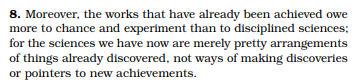 8. Moreover, the works that have already been achieved owe
more to chance and experiment than to disciplined sciences;
for the sciences we have now are merely pretty arrangements
of things already discovered, not ways of making discoveries
or pointers to new achievements.